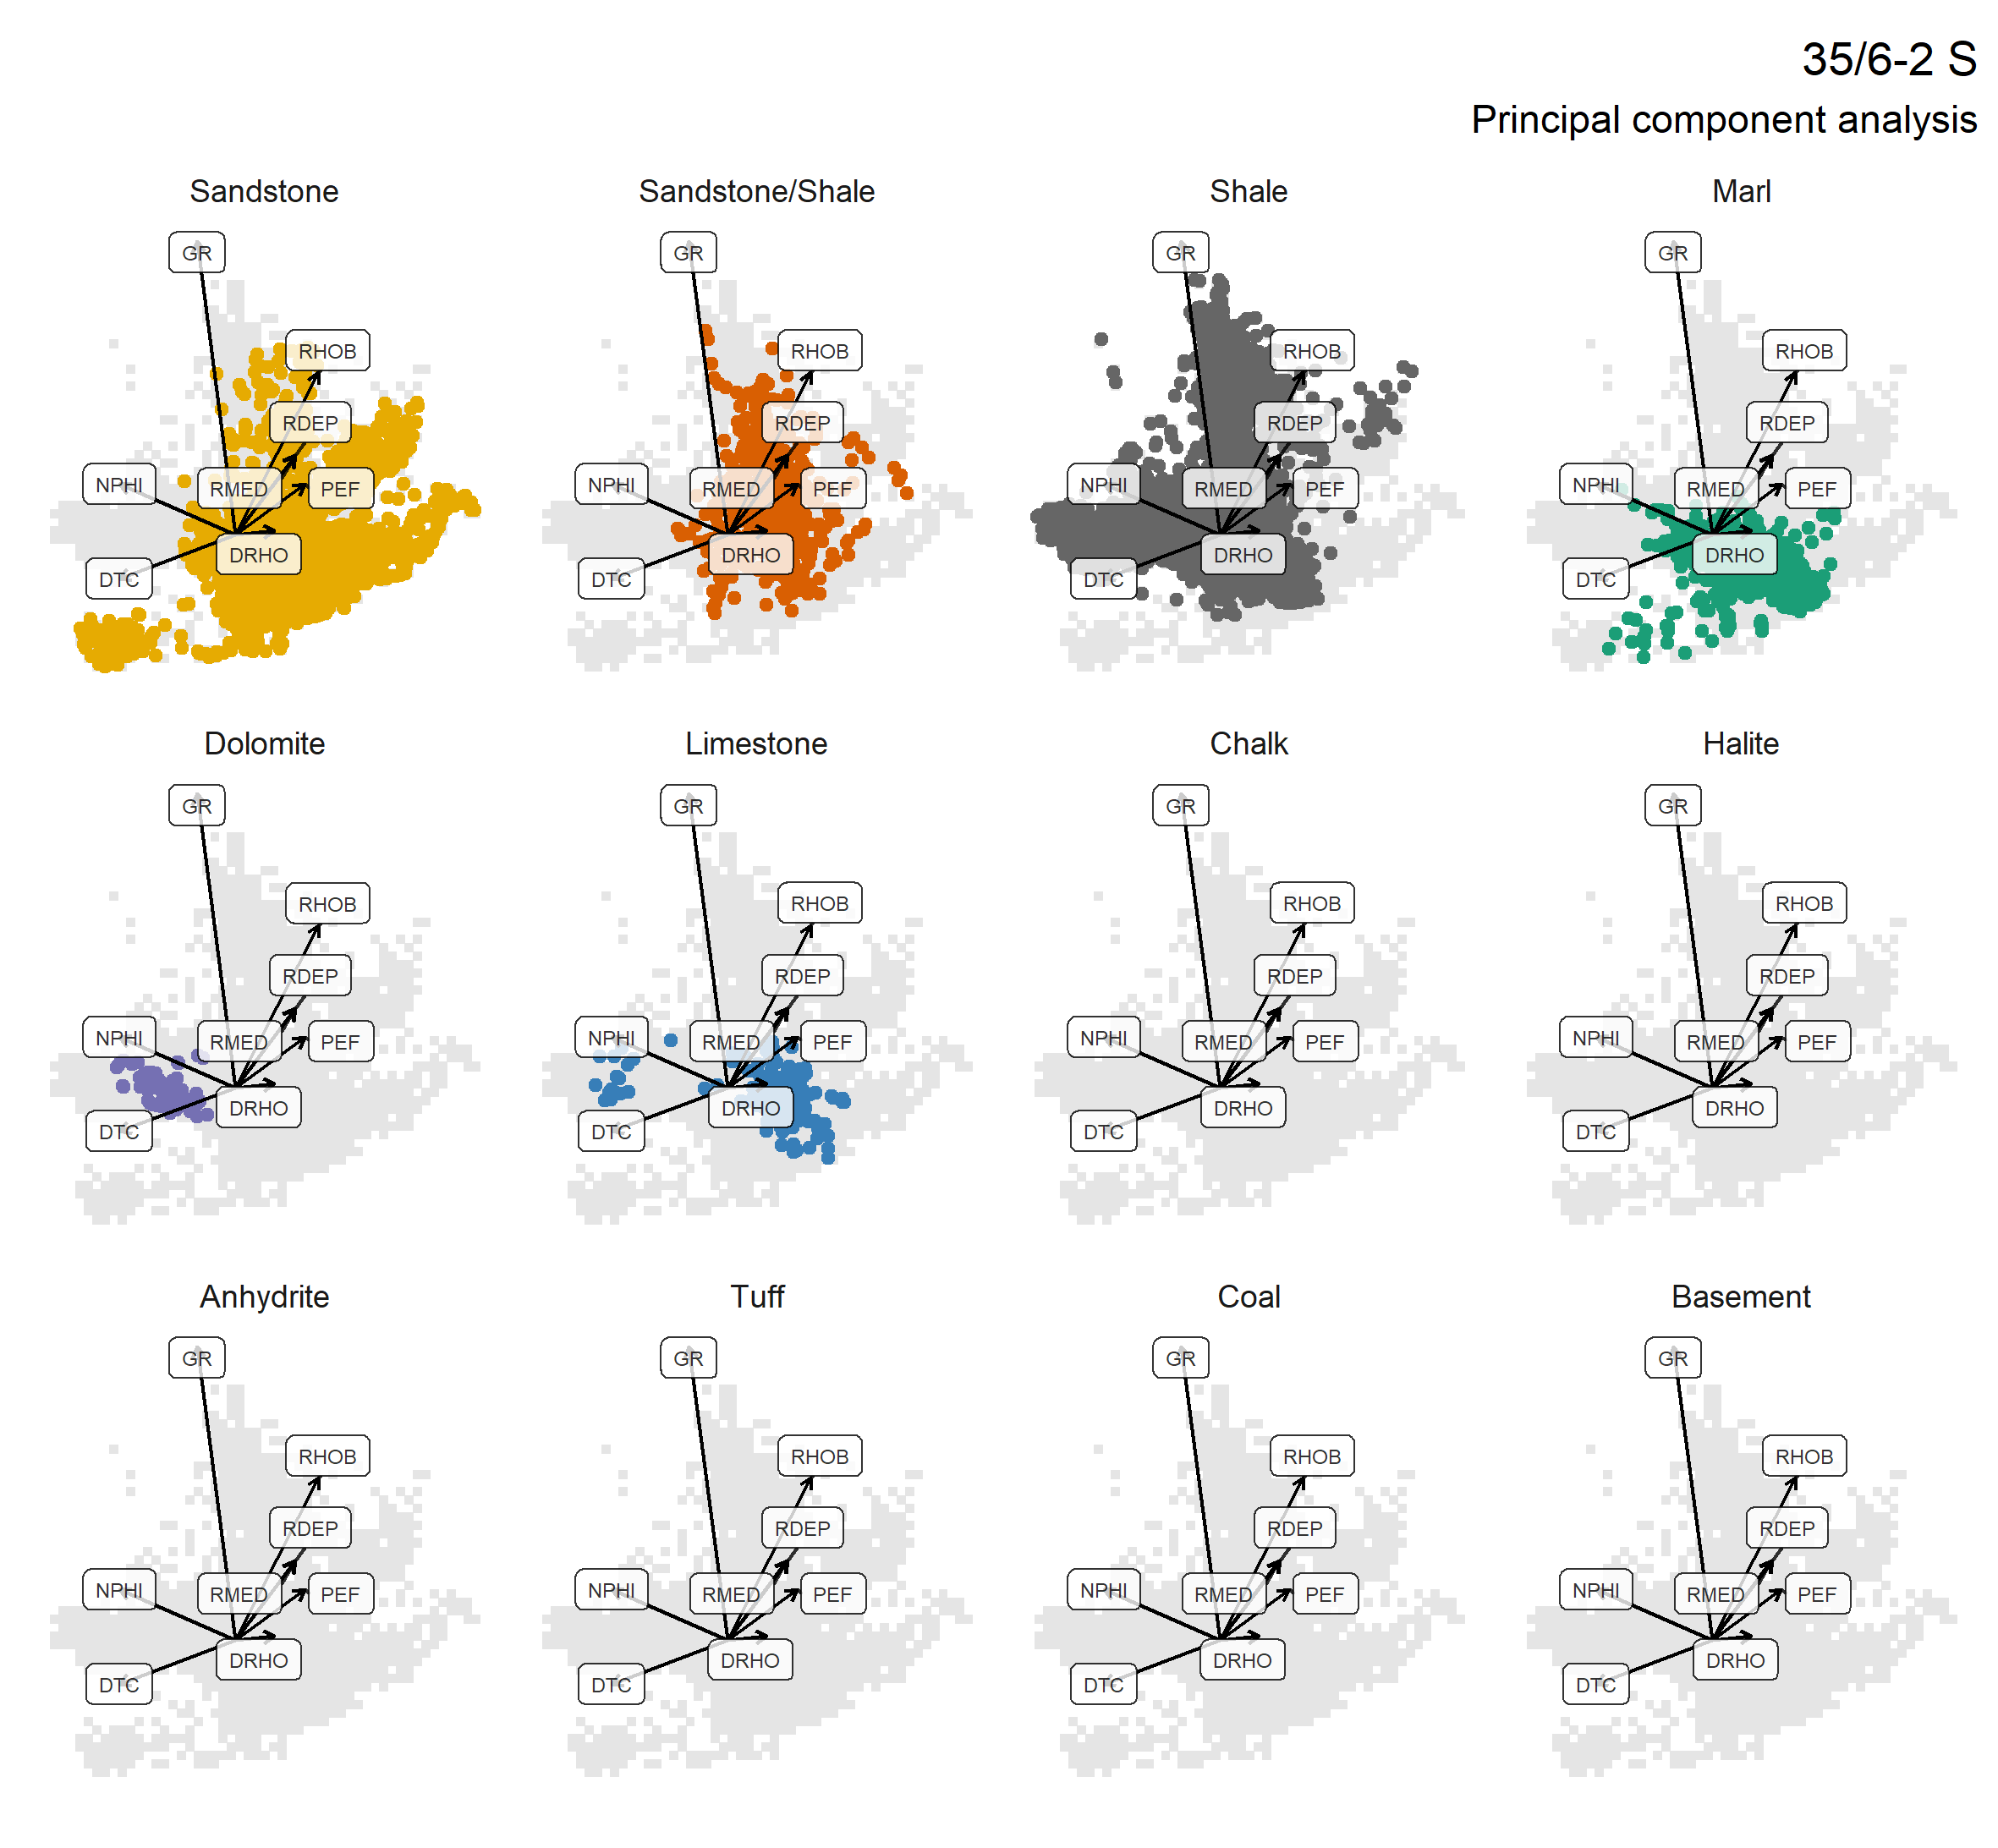 35/6-2 S
Principal component analysis
Sandstone Sandstone/Shale Shale Marl
GR GR GR GR
RHOB RHOB RHOB RHOB
RDEP RDEP RDEP RDEP
NPHI RMED PEF NPHI RMED PEF NPHI RMED PEF NPHI RMED PEF
DRHO DRHO DRHO DRHO
DTC DTC DTC DTC
Dolomite Limestone Chalk Halite
GR GR GR GR
RHOB RHOB RHOB RHOB
RDEP RDEP RDEP RDEP
NPHI RMED PEF NPHI RMED PEF NPHI RMED PEF NPHI RMED PEF
DRHO DRHO DRHO DRHO
DTC DTC DTC DTC
Anhydrite Tuff Coal Basement
GR GR GR GR
RHOB RHOB RHOB RHOB
RDEP RDEP RDEP RDEP
NPHI RMED PEF NPHI RMED PEF NPHI RMED PEF NPHI RMED PEF
DRHO DRHO DRHO DRHO
DTC DTC DTC DTC